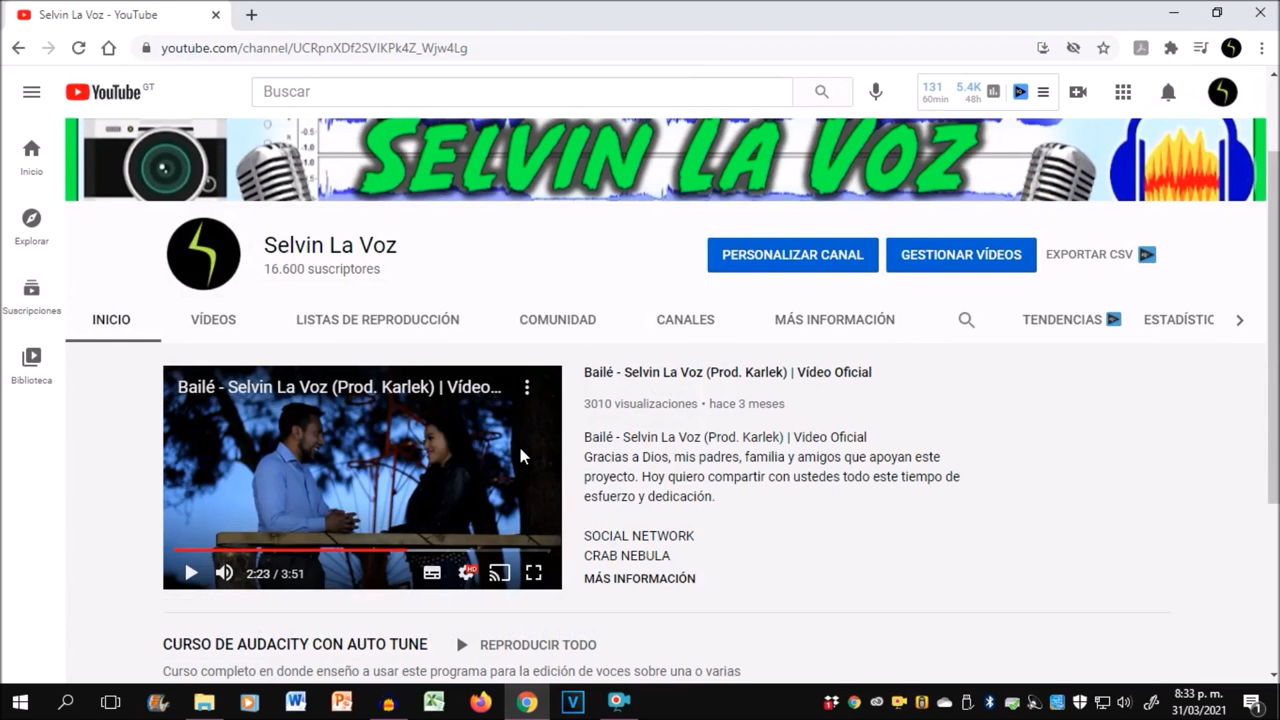 Selvin La Voz - YouTube
youtube.com/channel/UCRpnXDf2SVIKPk4Z_Wjw4Lg
YouTube GT
Buscar
131 5.4K
60min 48h
SELVIN LA VOZ
-0.5
1.0
Inicio
Explorar
Suscripciones
Biblioteca
Selvin La Voz
16.600 suscriptores
PERSONALIZAR CANAL
GESTIONAR VÍDEOS
EXPORTAR CSV
INICIO VÍDEOS LISTAS DE REPRODUCCIÓN COMUNIDAD CANALES MÁS INFORMACIÓN TENDENCIAS ESTADÍSTIC
Bailé - Selvin La Voz (Prod. Karlek) | Vídeo...
HD
2:23 / 3:51
Bailé - Selvin La Voz (Prod. Karlek) | Vídeo Oficial
3010 visualizaciones • hace 3 meses
Bailé - Selvin La Voz (Prod. Karlek) | Video Oficial
Gracias a Dios, mis padres, familia y amigos que apoyan este
proyecto. Hoy quiero compartir con ustedes todo este tiempo de
esfuerzo y dedicación.
SOCIAL NETWORK
CRAB NEBULA
MÁS INFORMACIÓN
CURSO DE AUDACITY CON AUTO TUNE
REPRODUCIR TODO
Curso completo en donde enseño a usar este programa para la edición de voces sobre una o varias
8:33 p. m.
31/03/2021